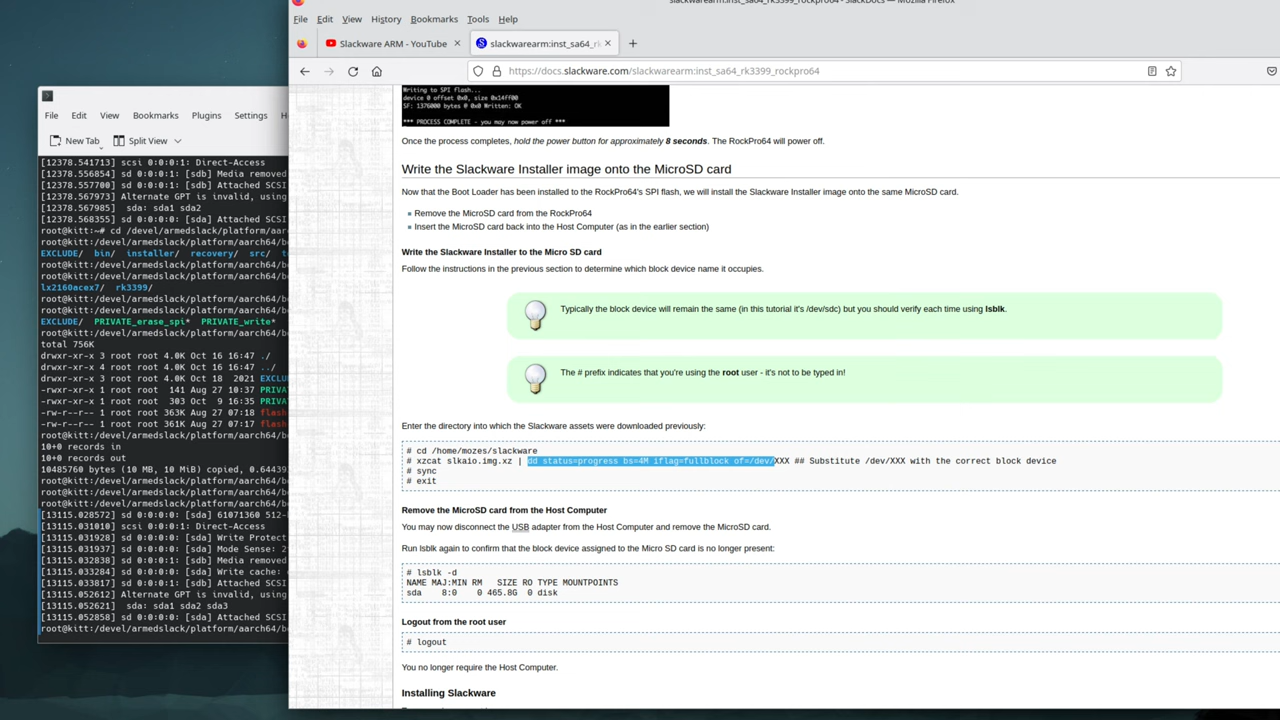 slackwarearm:inst_sa64_rk3399_rockpro64 - SlackDocs — Mozilla Firefox
File Edit View History Bookmarks Tools Help
Slackware ARM - YouTube
slackwarearm:inst_sa64_rk
https://docs.slackware.com/slackwarearm:inst_sa64_rk3399_rockpro64
File Edit View Bookmarks Plugins Settings H
New Tab Split View
[12378.541713] scsi 0:0:0:1: Direct-Access
[12378.556854] sd 0:0:0:1: [sdb] Media removed
[12378.557700] sd 0:0:0:1: [sdb] Attached SCSI
[12378.567973] Alternate GPT is invalid, using
[12378.567985] sda: sda1 sda2
[12378.568355] sd 0:0:0:0: [sda] Attached SCSI
root@kitt:~# cd /devel/armedslack/platform/aar
root@kitt:/devel/armedslack/platform/aarch64/b
EXCLUDE/ bin/ installer/ recovery/ src/ t
root@kitt:/devel/armedslack/platform/aarch64/b
lx2160acex7/ rk3399/
root@kitt:/devel/armedslack/platform/aarch64/b
root@kitt:/devel/armedslack/platform/aarch64/b
EXCLUDE/ PRIVATE_erase_spi* PRIVATE_write*
root@kitt:/devel/armedslack/platform/aarch64/b
total 756K
drwxr-xr-x 3 root root 4.0K Oct 16 16:47 ./
drwxr-xr-x 4 root root 4.0K Oct 16 16:47 ../
drwxr-xr-x 3 root root 4.0K Oct 18 2021 EXCL
-rwxr-xr-x 1 root root 141 Aug 27 10:37 PRIVA
-rwxr-xr-x 1 root root 303 Oct 9 16:35 PRIVA
-rw-r--r-- 1 root root 363K Aug 27 07:18 flash
-rw-r--r-- 1 root root 361K Aug 27 07:17 flash
root@kitt:/devel/armedslack/platform/aarch64/b
10+0 records in
10+0 records out
10485760 bytes (10 MB, 10 MiB) copied, 0.64439
root@kitt:/devel/armedslack/platform/aarch64/b
root@kitt:/devel/armedslack/platform/aarch64/b
[13115.028572] sd 0:0:0:0: [sda] 61071360 512-
[13115.031010] scsi 0:0:0:1: Direct-Access
[13115.031928] sd 0:0:0:0: [sda] Write Protect
[13115.031937] sd 0:0:0:0: [sda] Mode Sense: 2
[13115.032838] sd 0:0:0:1: [sdb] Media removed
[13115.033284] sd 0:0:0:0: [sda] Write cache:
[13115.033817] sd 0:0:0:1: [sdb] Attached SCSI
[13115.052612] Alternate GPT is invalid, using
[13115.052621] sda: sda1 sda2 sda3
[13115.052858] sd 0:0:0:0: [sda] Attached SCSI
root@kitt:/devel/armedslack/platform/aarch64/b
Writing to SPI flash...
device 0 offset 0x0, size 0x14ff00
SF: 1376000 bytes @ 0x0 Written: OK
*** PROCESS COMPLETE - you may now power off ***
Once the process completes, hold the power button for approximately 8 seconds. The RockPro64 will power off.
Write the Slackware Installer image onto the MicroSD card
Now that the Boot Loader has been installed to the RockPro64's SPI flash, we will install the Slackware Installer image onto the same MicroSD card.
Remove the MicroSD card from the RockPro64
Insert the MicroSD card back into the Host Computer (as in the earlier section)
Write the Slackware Installer to the Micro SD card
Follow the instructions in the previous section to determine which block device name it occupies.
Typically the block device will remain the same (in this tutorial it's /dev/sdc) but you should verify each time using lsblk.
The # prefix indicates that you're using the root user - it's not to be typed in!
Enter the directory into which the Slackware assets were downloaded previously:
# cd /home/mozes/slackware
# xzcat slkaio.img.xz | dd status=progress bs=4M iflag=fullblock of=/dev/XXX ## Substitute /dev/XXX with the correct block device
# sync
# exit
Remove the MicroSD card from the Host Computer
You may now disconnect the USB adapter from the Host Computer and remove the MicroSD card.
Run lsblk again to confirm that the block device assigned to the Micro SD card is no longer present:
# lsblk -d
NAME MAJ:MIN RM SIZE RO TYPE MOUNTPOINTS
sda 8:0 0 465.8G 0 disk
Logout from the root user
# logout
You no longer require the Host Computer.
Installing Slackware